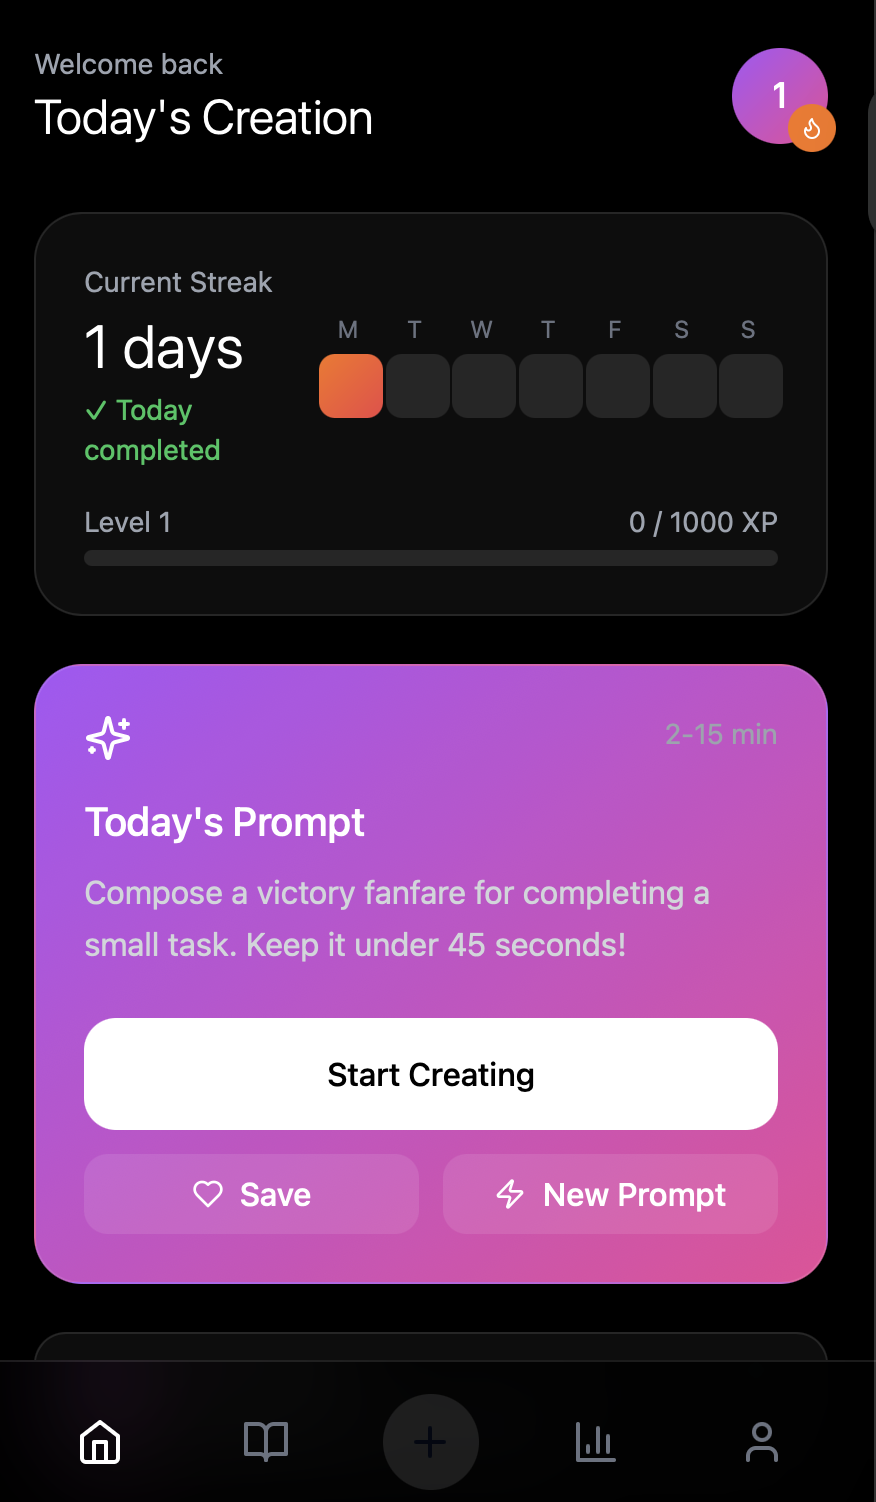 Welcome back
Today's Creation
1
Current Streak
1 days
✓ Today
completed
M T W T F S S
Level 1
0 / 1000 XP
2-15 min
Today's Prompt
Compose a victory fanfare for completing a
small task. Keep it under 45 seconds!
Start Creating
Save
New Prompt